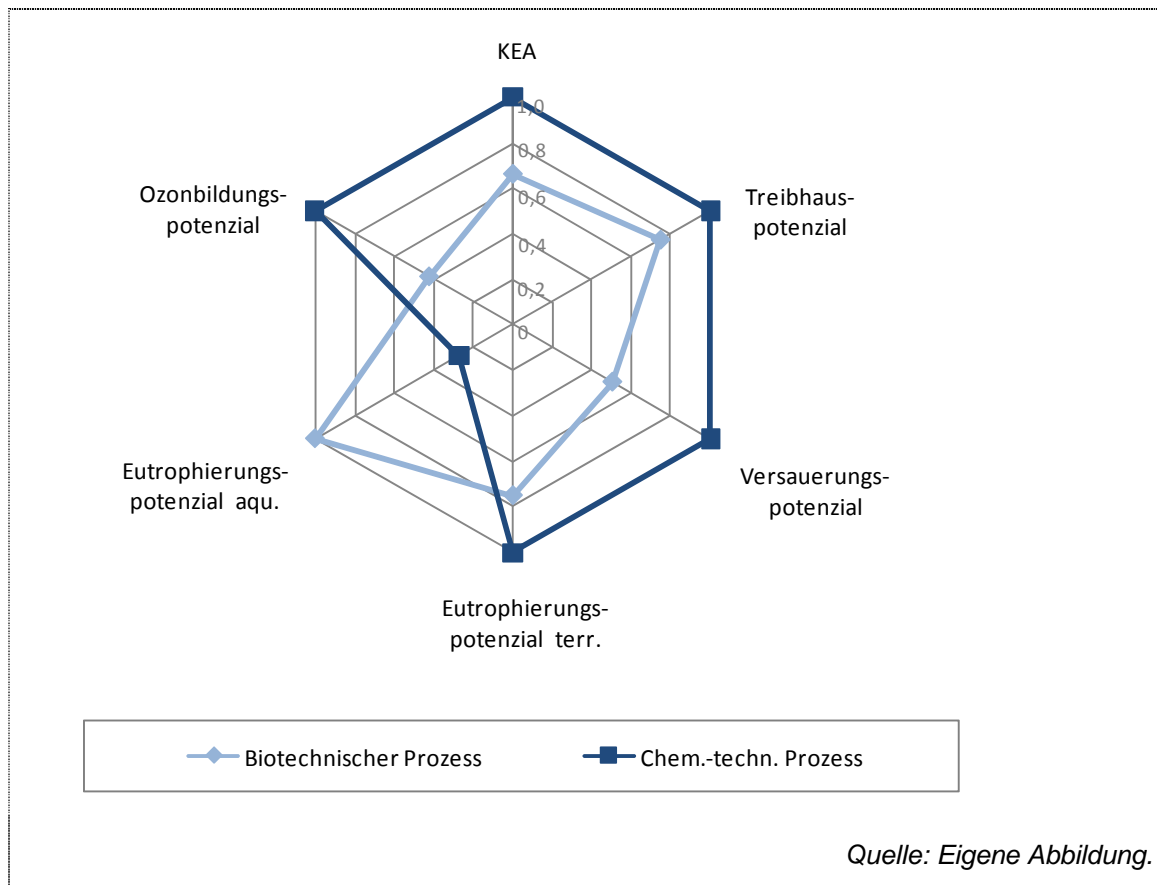 KEA
1,0
0,8
0,6
0,4
0,2
0
Ozonbildungs-
potenzial
Treibhaus-
potenzial
Eutrophierungs-
potenzial aqu.
Versauerungs-
potenzial
Eutrophierungs-
potenzial terr.
Biotechnischer Prozess
Chem.-techn. Prozess
Quelle: Eigene Abbildung.